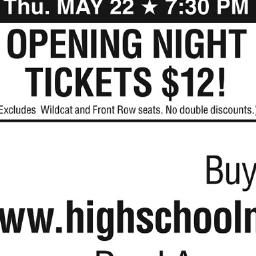 Thu. MAY 22 ★ 7:30 PM
OPENING NIGHT
TICKETS $12!
Excludes Wildcat and Front Row seats. No double discounts.)
Buy
ww.highschooln